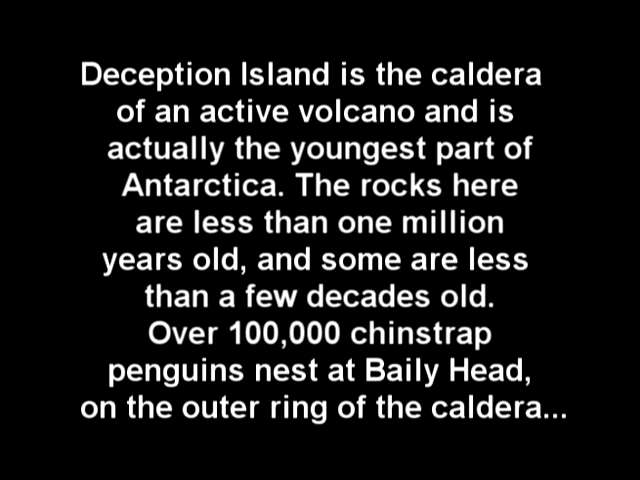 Deception Island is the caldera
of an active volcano and is
actually the youngest part of
Antarctica. The rocks here
are less than one million
years old, and some are less
than a few decades old.
Over 100,000 chinstrap
penguins nest at Baily Head,
on the outer ring of the caldera...